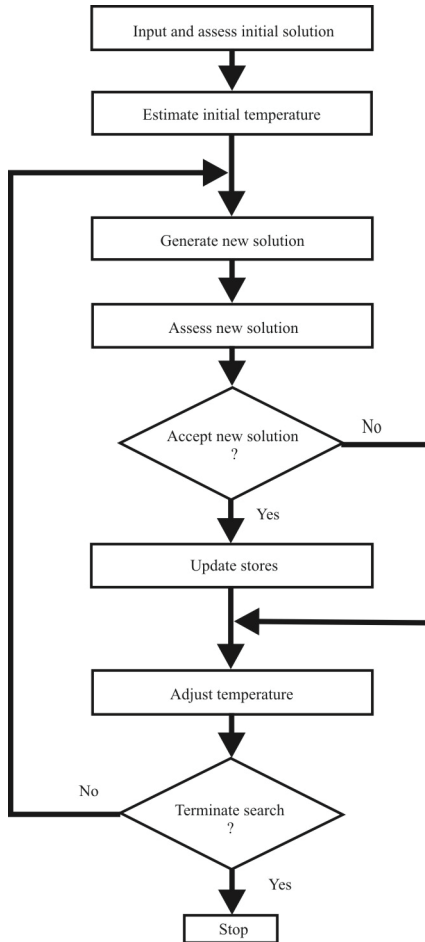 Input and assess initial solution
Estimate initial temperature
Generate new solution
Assess new solution
Accept new solution
?
No
Yes
Update stores
Adjust temperature
No
Terminate search
?
Yes
Stop